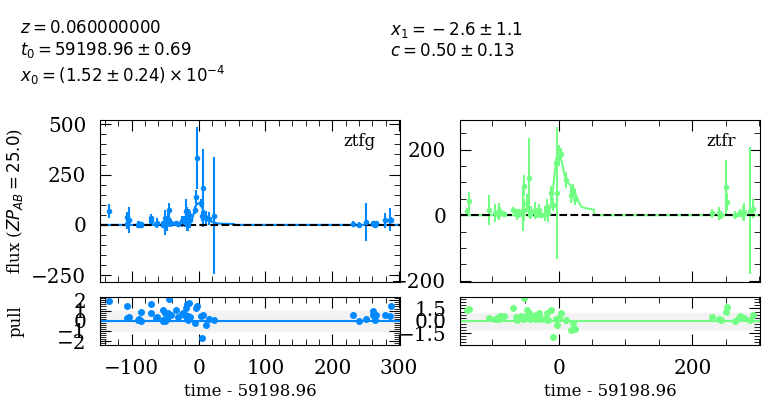 z = 0.060000000
t₀ = 59198.96 ± 0.69
x₀ = (1.52 ± 0.24) × 10⁻⁴
x₁ = −2.6 ± 1.1
c = 0.50 ± 0.13
500
250
0
−250
flux (ZP_AB = 25.0)
ztfg
200
0
−200
ztfr
2
1
0
−1
−2
pull
1.5
0.0
−1.5
−100
0
100
200
300
time - 59198.96
0
200
time - 59198.96